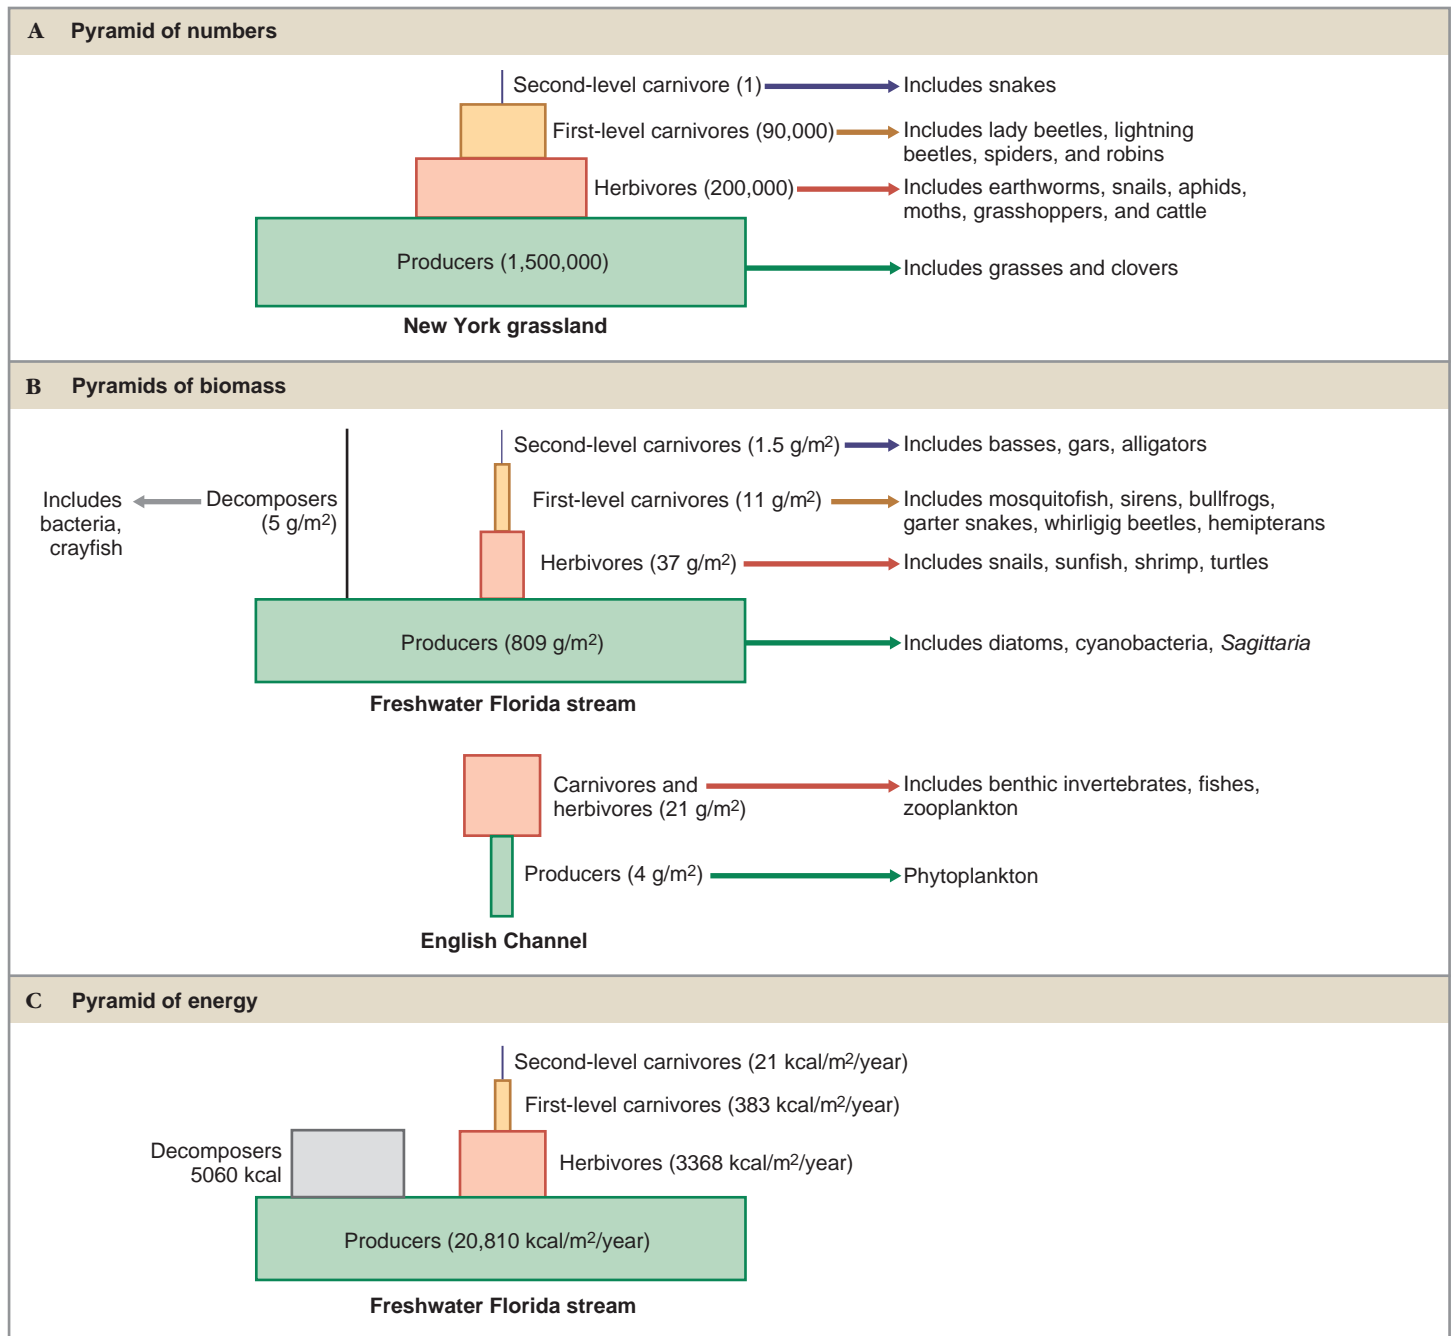 A Pyramid of numbers
Second-level carnivore (1)
Includes snakes
First-level carnivores (90,000)
Includes lady beetles, lightning
beetles, spiders, and robins
Herbivores (200,000)
Includes earthworms, snails, aphids,
moths, grasshoppers, and cattle
Producers (1,500,000)
Includes grasses and clovers
New York grassland
B Pyramids of biomass
Second-level carnivores (1.5 g/m²)
Includes basses, gars, alligators
Includes
bacteria,
crayfish
Decomposers
(5 g/m²)
First-level carnivores (11 g/m²)
Includes mosquitofish, sirens, bullfrogs,
garter snakes, whirligig beetles, hemipterans
Herbivores (37 g/m²)
Includes snails, sunfish, shrimp, turtles
Producers (809 g/m²)
Includes diatoms, cyanobacteria, Sagittaria
Freshwater Florida stream
Carnivores and
herbivores (21 g/m²)
Includes benthic invertebrates, fishes,
zooplankton
Producers (4 g/m²)
Phytoplankton
English Channel
C Pyramid of energy
Second-level carnivores (21 kcal/m²/year)
First-level carnivores (383 kcal/m²/year)
Decomposers
5060 kcal
Herbivores (3368 kcal/m²/year)
Producers (20,810 kcal/m²/year)
Freshwater Florida stream